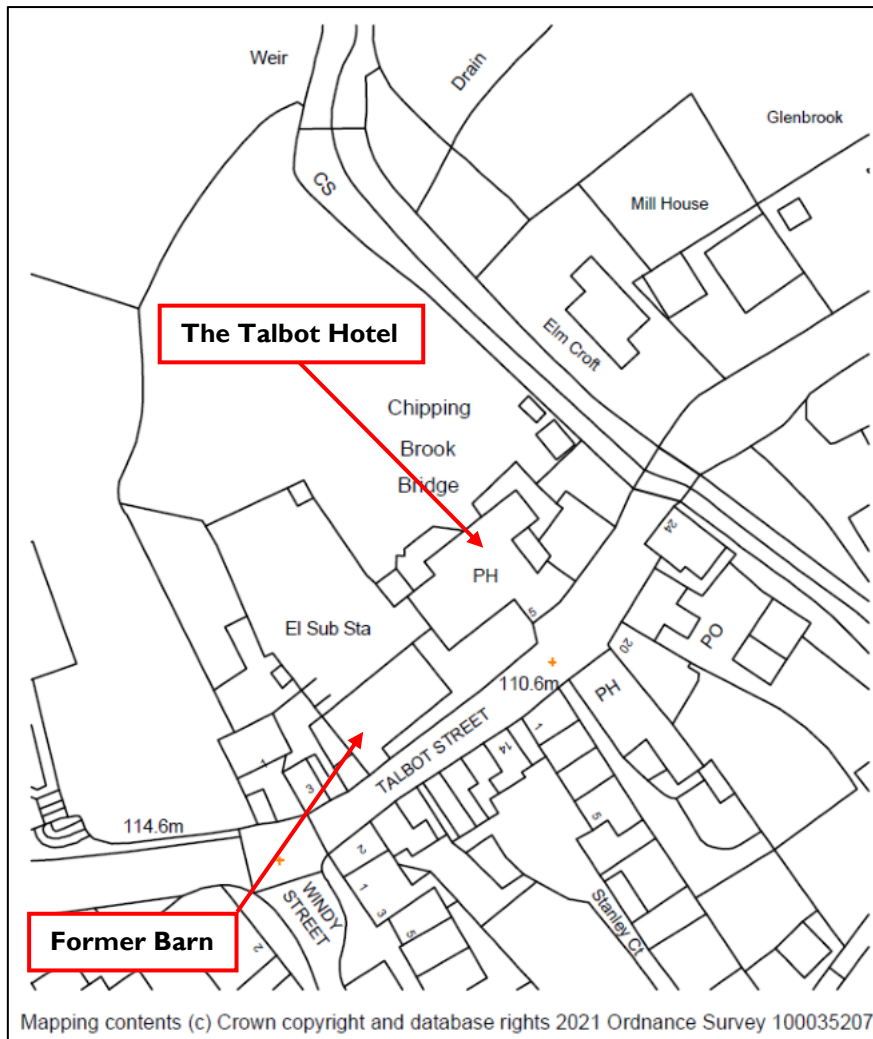 Weir
Drain
Glenbrook
CS
Mill House
The Talbot Hotel
Elm Croft
Chipping
Brook
Bridge
24
PH
5
El Sub Sta
PO
20
110.6m
PH
TALBOT STREET
1
14
1
3
5
114.6m
2
1
3
5
WINDY
STREET
Stanley Ct
Former Barn
2
Mapping contents (c) Crown copyright and database rights 2021 Ordnance Survey 100035207